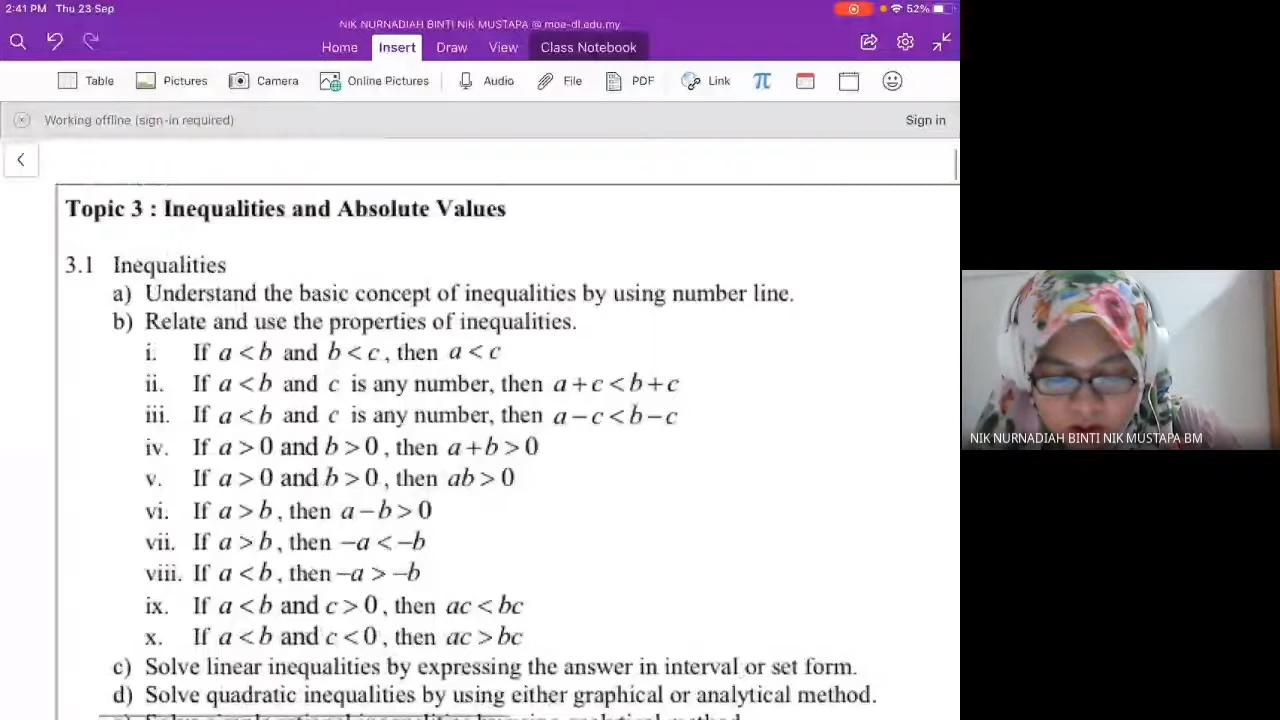 2:41 PM Thu 23 Sep
NIK NURNADIAH BINTI NIK MUSTAPA @ moe-dl.edu.my
52%
Home Insert Draw View Class Notebook
Table Pictures Camera Online Pictures Audio File PDF Link π
Working offline (sign-in required) Sign in
Topic 3 : Inequalities and Absolute Values
3.1 Inequalities
a) Understand the basic concept of inequalities by using number line.
b) Relate and use the properties of inequalities.
i. If a < b and b < c, then a < c
ii. If a < b and c is any number, then a + c < b + c
iii. If a < b and c is any number, then a − c < b − c
iv. If a > 0 and b > 0, then a + b > 0
v. If a > 0 and b > 0, then ab > 0
vi. If a > b, then a − b > 0
vii. If a > b, then −a < −b
viii. If a < b, then −a > −b
ix. If a < b and c > 0, then ac < bc
x. If a < b and c < 0, then ac > bc
c) Solve linear inequalities by expressing the answer in interval or set form.
d) Solve quadratic inequalities by using either graphical or analytical method.
NIK NURNADIAH BINTI NIK MUSTAPA BM